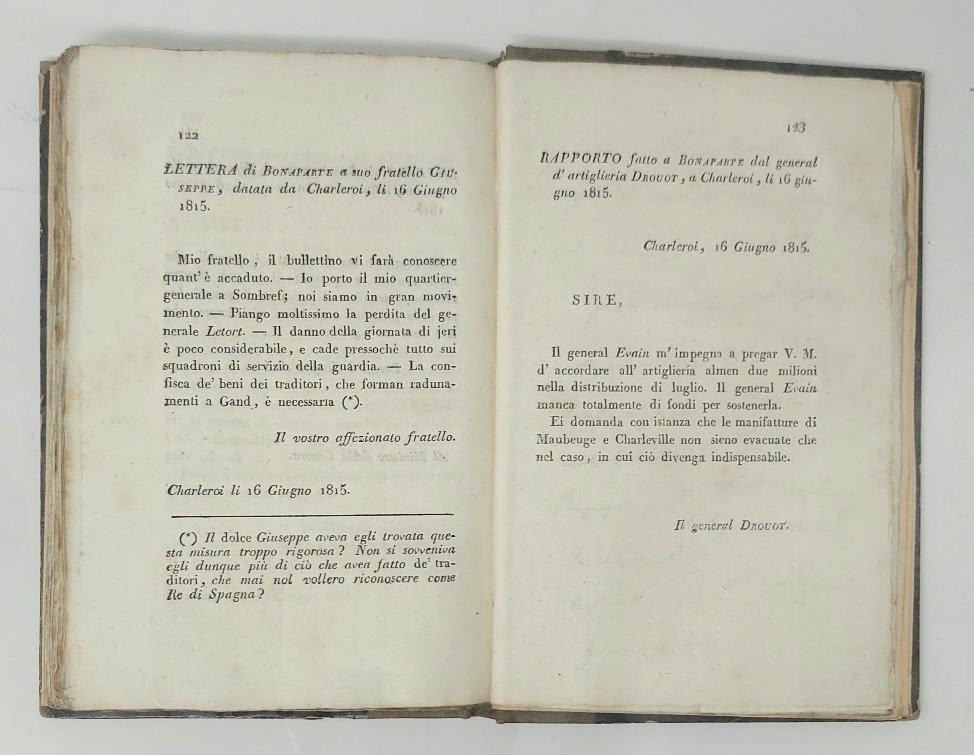 122
LETTERA di BONAPARTE a suo fratello GIU-
SEPPE, datata da Charleroi, li 16 Giugno
1815.
Mio fratello, il bullettino vi farà conoscere
quant' è accaduto. — Io porto il mio quartier-
generale a Sombref; noi siamo in gran movi-
mento. — Piango moltissimo la perdita del ge-
nerale Letort. — Il danno della giornata di jeri
è poco considerabile, e cade pressochè tutto sui
squadroni di servizio della guardia. — La con-
fisca de' beni dei traditori, che forman raduna-
menti a Gand, è necessaria (*).
Il vostro affezionato fratello.
Charleroi li 16 Giugno 1815.
(*) Il dolce Giuseppe aveva egli trovata que-
sta misura troppo rigorosa? Non si sovveniva
egli dunque più di ciò che avea fatto de' tra-
ditori, che mai nol vollero riconoscere come
Re di Spagna?
123
RAPPORTO fatto a BONAPARTE dal general
d' artiglieria DROUOT, a Charleroi, li 16 giu-
gno 1815.
Charleroi, 16 Giugno 1815.
SIRE,
Il general Evain m' impegna a pregar V. M.
d' accordare all' artiglieria almen due milioni
nella distribuzione di luglio. Il general Evain
manca totalmente di fondi per sostenerla.
Ei domanda con istanza che le manifatture di
Maubeuge e Charleville non sieno evacuate che
nel caso, in cui ciò divenga indispensabile.
Il general DROUOT.